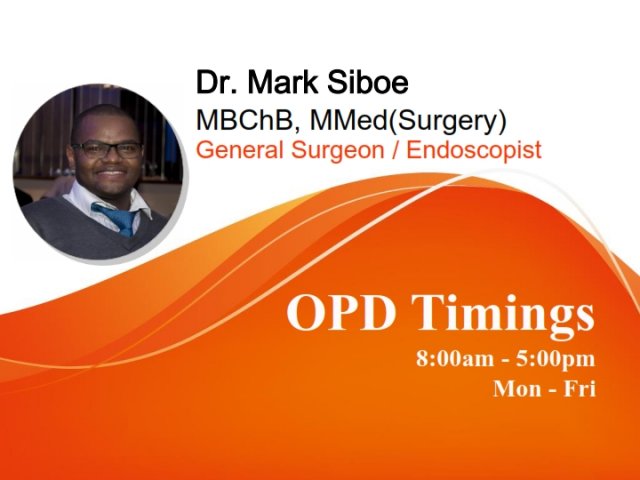 Dr. Mark Siboe
MBChB, MMed(Surgery)
General Surgeon / Endoscopist
OPD Timings
8:00am - 5:00pm
Mon - Fri